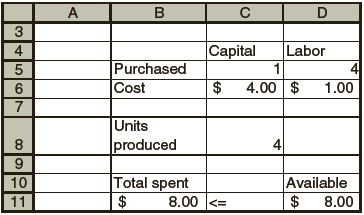 A B C D
3
4 Capital Labor
5 Purchased 1 4
6 Cost $ 4.00 $ 1.00
7
Units
8 produced 4
9
10 Total spent Available
11 $ 8.00 <= $ 8.00